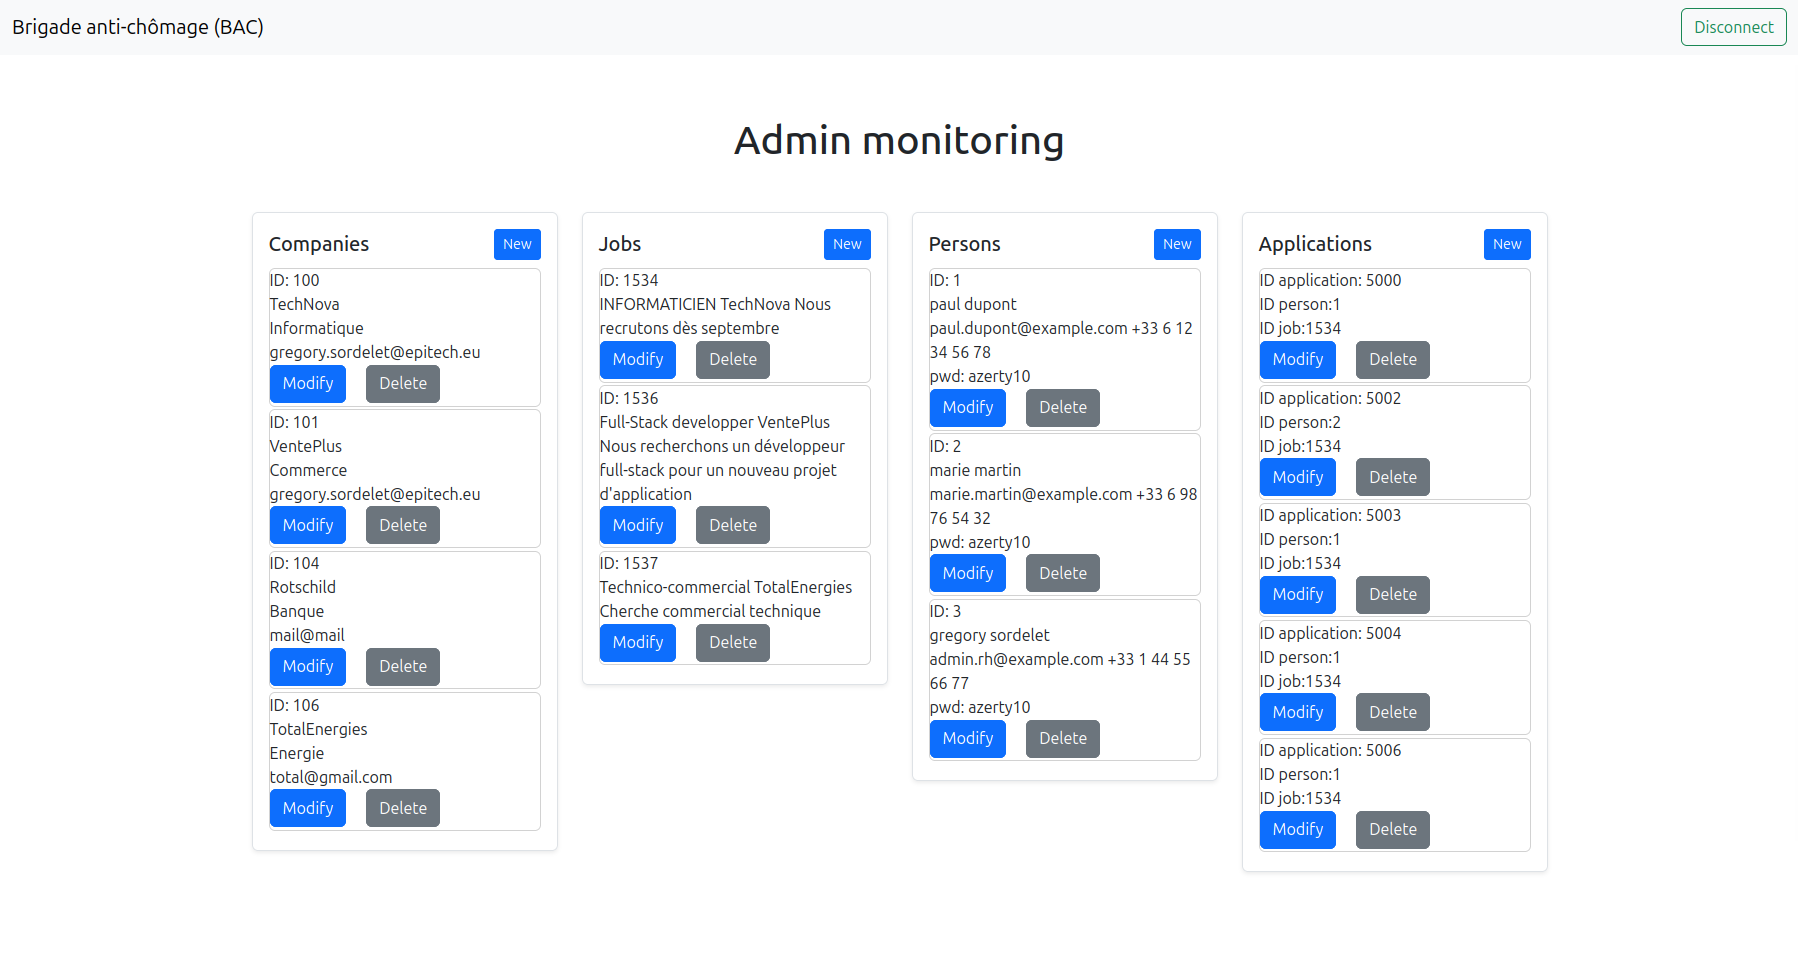 Brigade anti-chômage (BAC)
Disconnect
Admin monitoring
Companies
New
ID: 100
TechNova
Informatique
gregory.sordelet@epitech.eu
Modify
Delete
ID: 101
VentePlus
Commerce
gregory.sordelet@epitech.eu
Modify
Delete
ID: 104
Rotschild
Banque
mail@mail
Modify
Delete
ID: 106
TotalEnergies
Energie
total@gmail.com
Modify
Delete
Jobs
New
ID: 1534
INFORMATICIEN TechNova Nous
recrutons dès septembre
Modify
Delete
ID: 1536
Full-Stack developper VentePlus
Nous recherchons un développeur
full-stack pour un nouveau projet
d'application
Modify
Delete
ID: 1537
Technico-commercial TotalEnergies
Cherche commercial technique
Modify
Delete
Persons
New
ID: 1
paul dupont
paul.dupont@example.com +33 6 12
34 56 78
pwd: azerty10
Modify
Delete
ID: 2
marie martin
marie.martin@example.com +33 6 98
76 54 32
pwd: azerty10
Modify
Delete
ID: 3
gregory sordelet
admin.rh@example.com +33 1 44 55
66 77
pwd: azerty10
Modify
Delete
Applications
New
ID application: 5000
ID person:1
ID job:1534
Modify
Delete
ID application: 5002
ID person:2
ID job:1534
Modify
Delete
ID application: 5003
ID person:1
ID job:1534
Modify
Delete
ID application: 5004
ID person:1
ID job:1534
Modify
Delete
ID application: 5006
ID person:1
ID job:1534
Modify
Delete